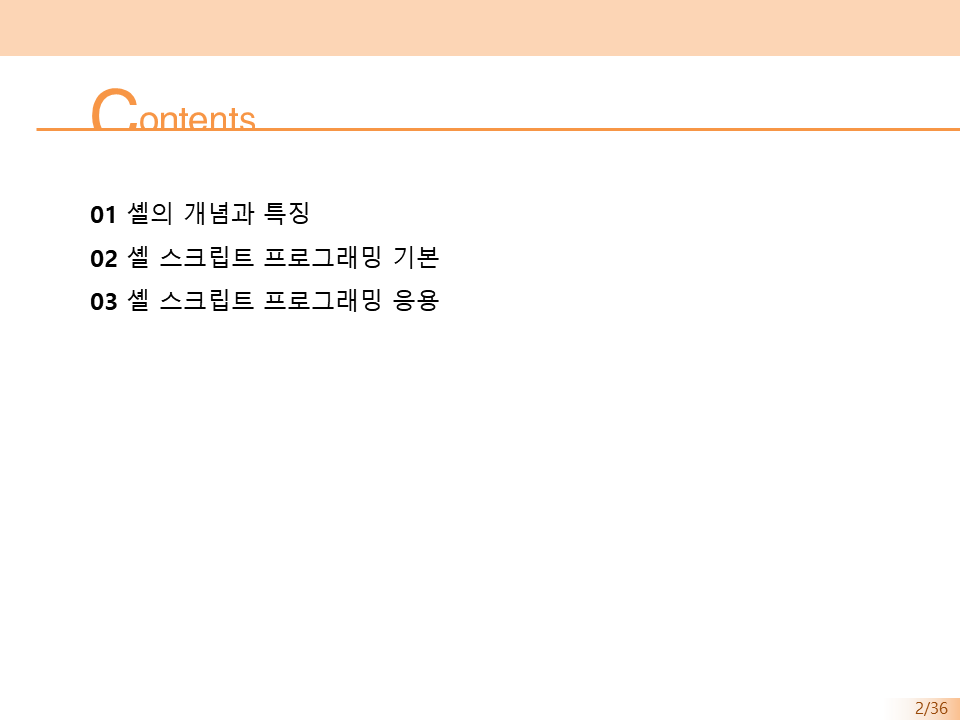 Contents
01 셸의 개념과 특징
02 셸 스크립트 프로그래밍 기본
03 셸 스크립트 프로그래밍 응용
2/36